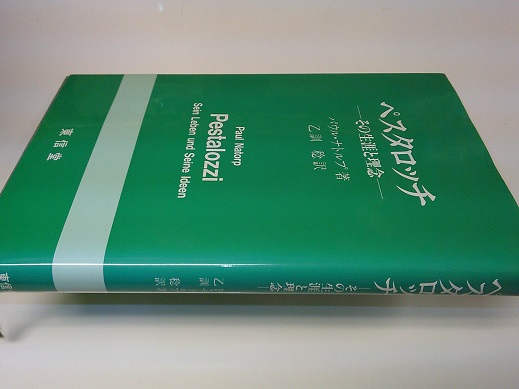 ペスタロッチ
―その生涯と理念―
パウル・ナトルプ 著
乙訓 稔 訳
Paul Natorp
Pestalozzi
Sein Leben und Seine Ideen
東信堂
ペスタロッチ
―その生涯と理念―
乙訓 稔 訳